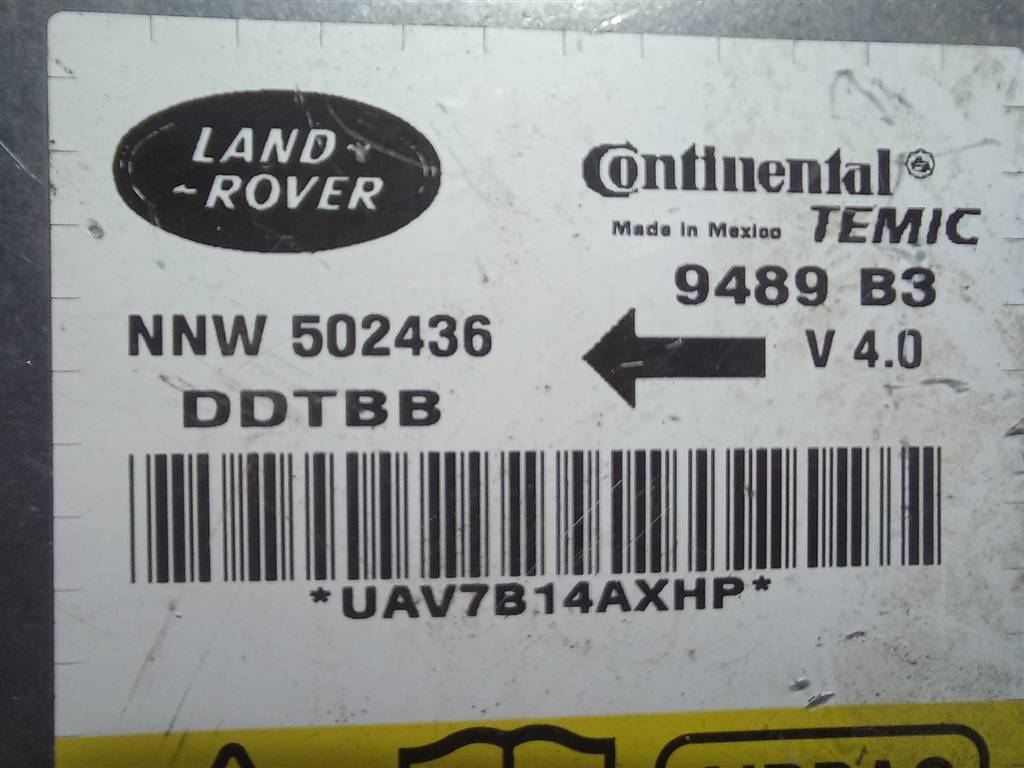 LAND
ROVER
Continental®
Made in Mexico TEMIC
9489 B3
NNW 502436
V 4.0
DDTBB
*UAV7B14AXHP*